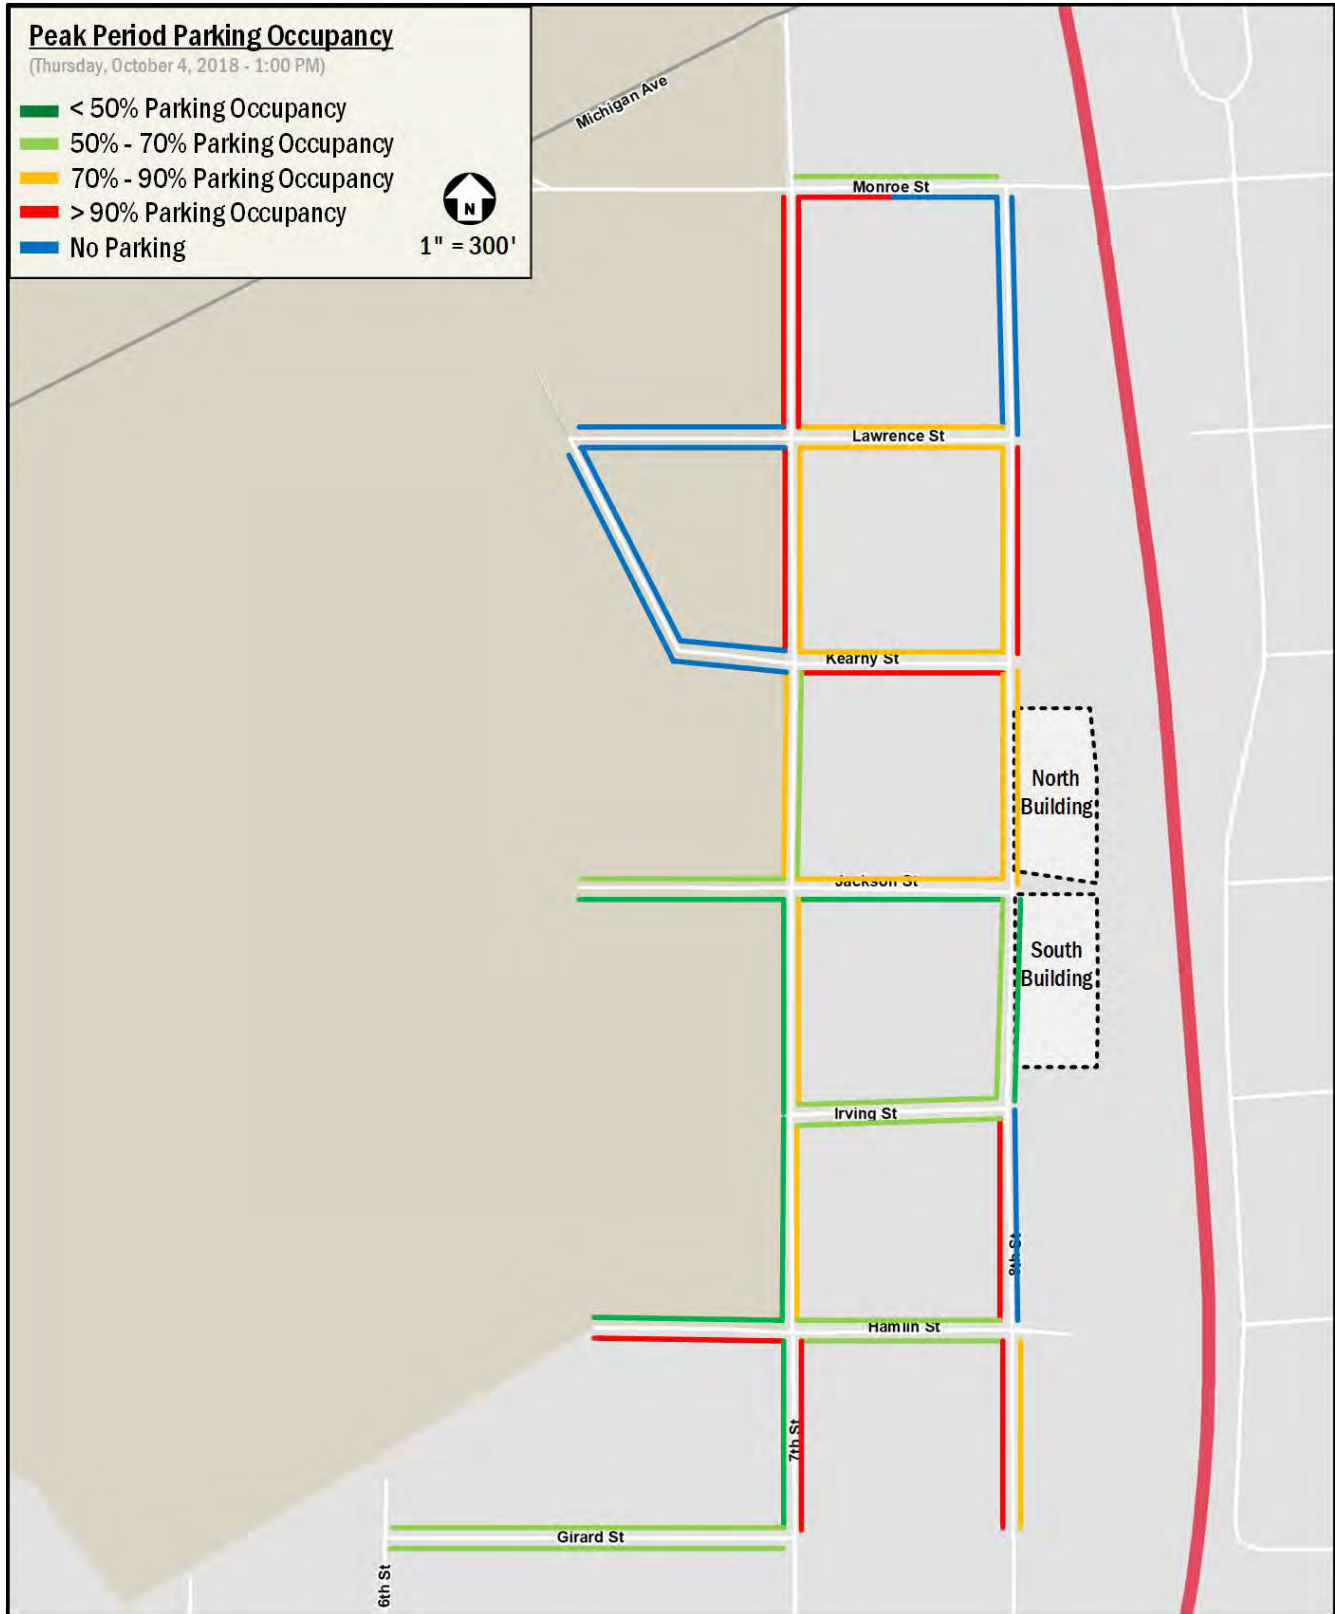 Peak Period Parking Occupancy
(Thursday, October 4, 2018 - 1:00 PM)
< 50% Parking Occupancy
50% - 70% Parking Occupancy
70% - 90% Parking Occupancy
> 90% Parking Occupancy
No Parking
N
1" = 300'
Michigan Ave
Monroe St
Lawrence St
Kearny St
North
Building
Jackson St
South
Building
Irving St
8th St
Hamlin St
7th St
Girard St
6th St